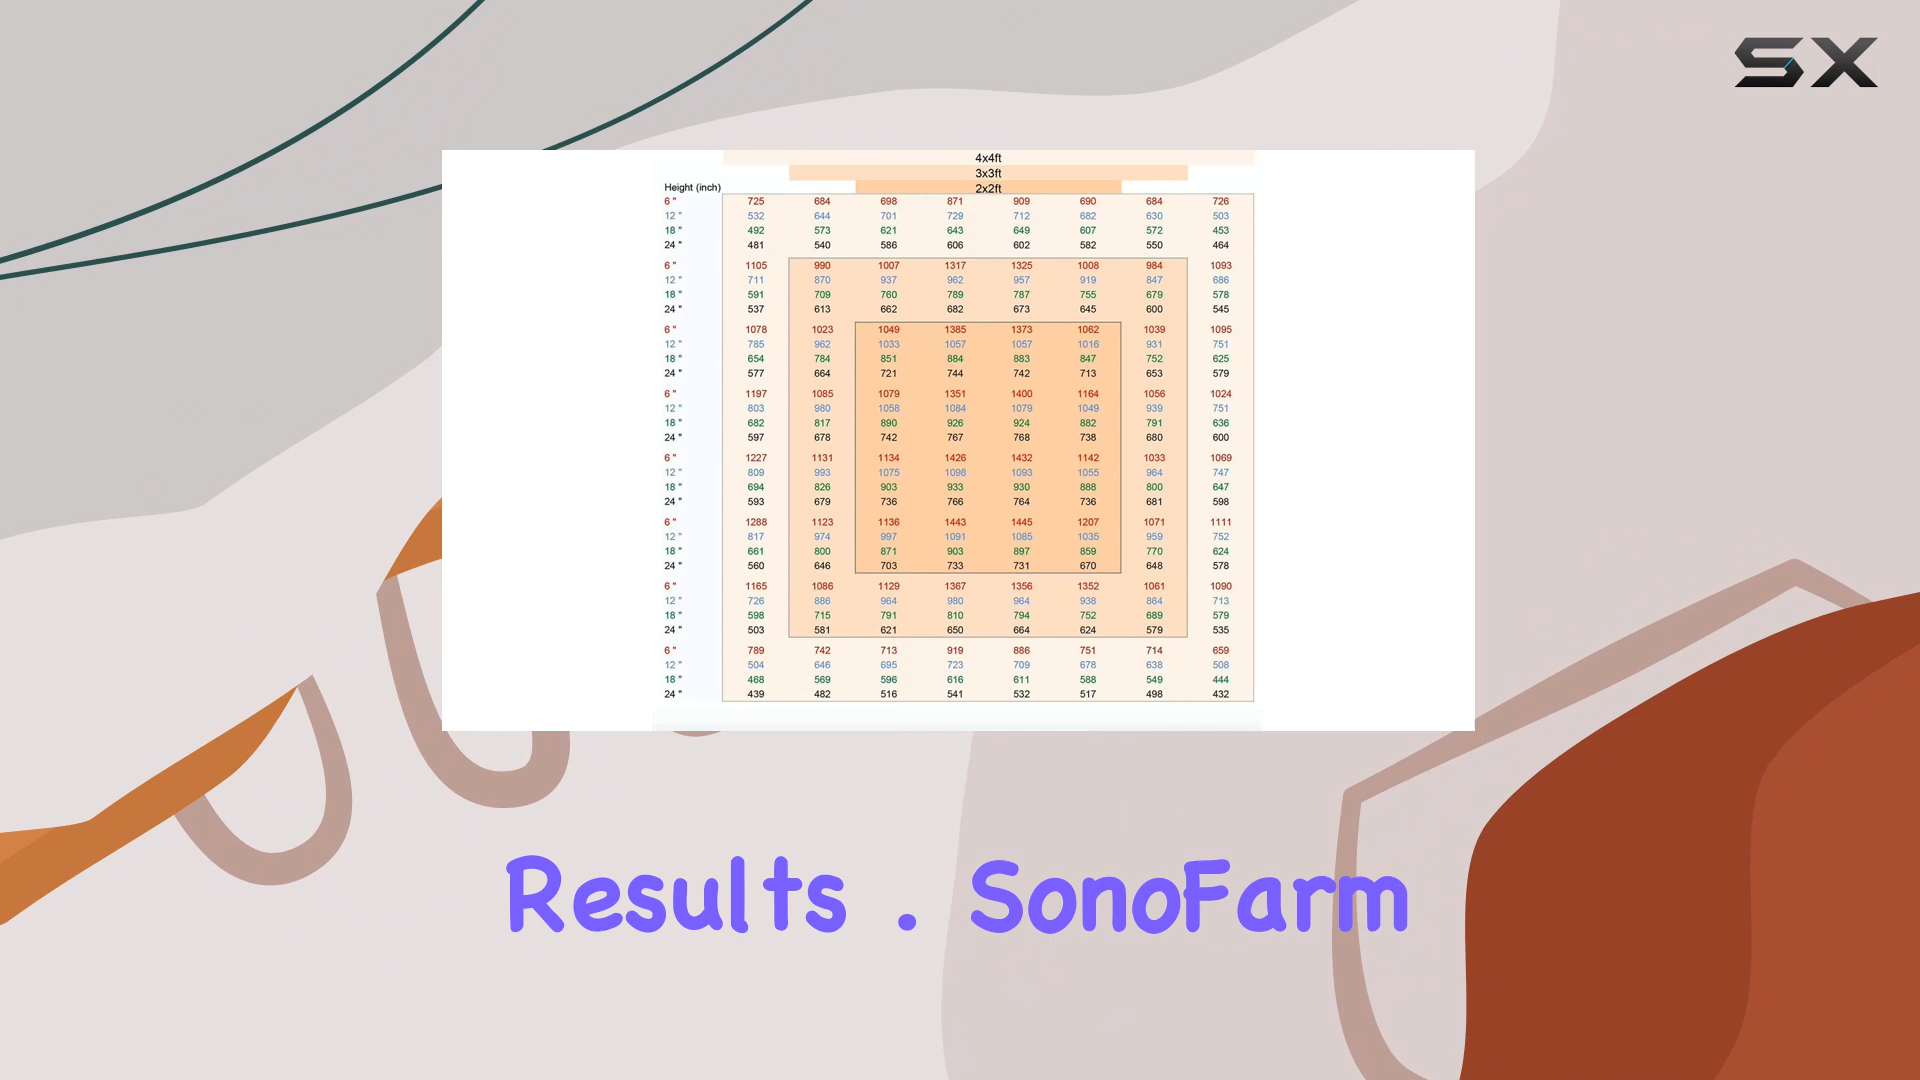 SX
4x4ft
3x3ft
Height (inch) 2x2ft
6 " 725 684 698 871 909 690 684 726
12 " 532 644 701 729 712 682 630 503
18 " 492 573 621 643 649 607 572 453
24 " 481 540 586 606 602 582 550 464
6 " 1105 990 1007 1317 1325 1008 984 1093
12 " 711 870 937 962 957 919 847 686
18 " 591 709 760 789 787 755 679 578
24 " 537 613 662 682 673 645 600 545
6 " 1078 1023 1049 1385 1373 1062 1039 1095
12 " 785 962 1033 1057 1057 1016 931 751
18 " 654 784 851 884 883 847 752 625
24 " 577 664 721 744 742 713 653 579
6 " 1197 1085 1079 1351 1400 1164 1056 1024
12 " 803 980 1058 1084 1079 1049 939 751
18 " 682 817 890 926 924 882 791 636
24 " 597 678 742 767 768 738 680 600
6 " 1227 1131 1134 1426 1432 1142 1033 1069
12 " 809 993 1075 1098 1093 1055 964 747
18 " 694 826 903 933 930 888 800 647
24 " 593 679 736 766 764 736 681 598
6 " 1288 1123 1136 1443 1445 1207 1071 1111
12 " 817 974 997 1091 1085 1035 959 752
18 " 661 800 871 903 897 859 770 624
24 " 560 646 703 733 731 670 648 578
6 " 1165 1086 1129 1367 1356 1352 1061 1090
12 " 726 886 964 980 964 938 864 713
18 " 598 715 791 810 794 752 689 579
24 " 503 581 621 650 664 624 579 535
6 " 789 742 713 919 886 751 714 659
12 " 504 646 695 723 709 678 638 508
18 " 468 569 596 616 611 588 549 444
24 " 439 482 516 541 532 517 498 432
Results . SonoFarm